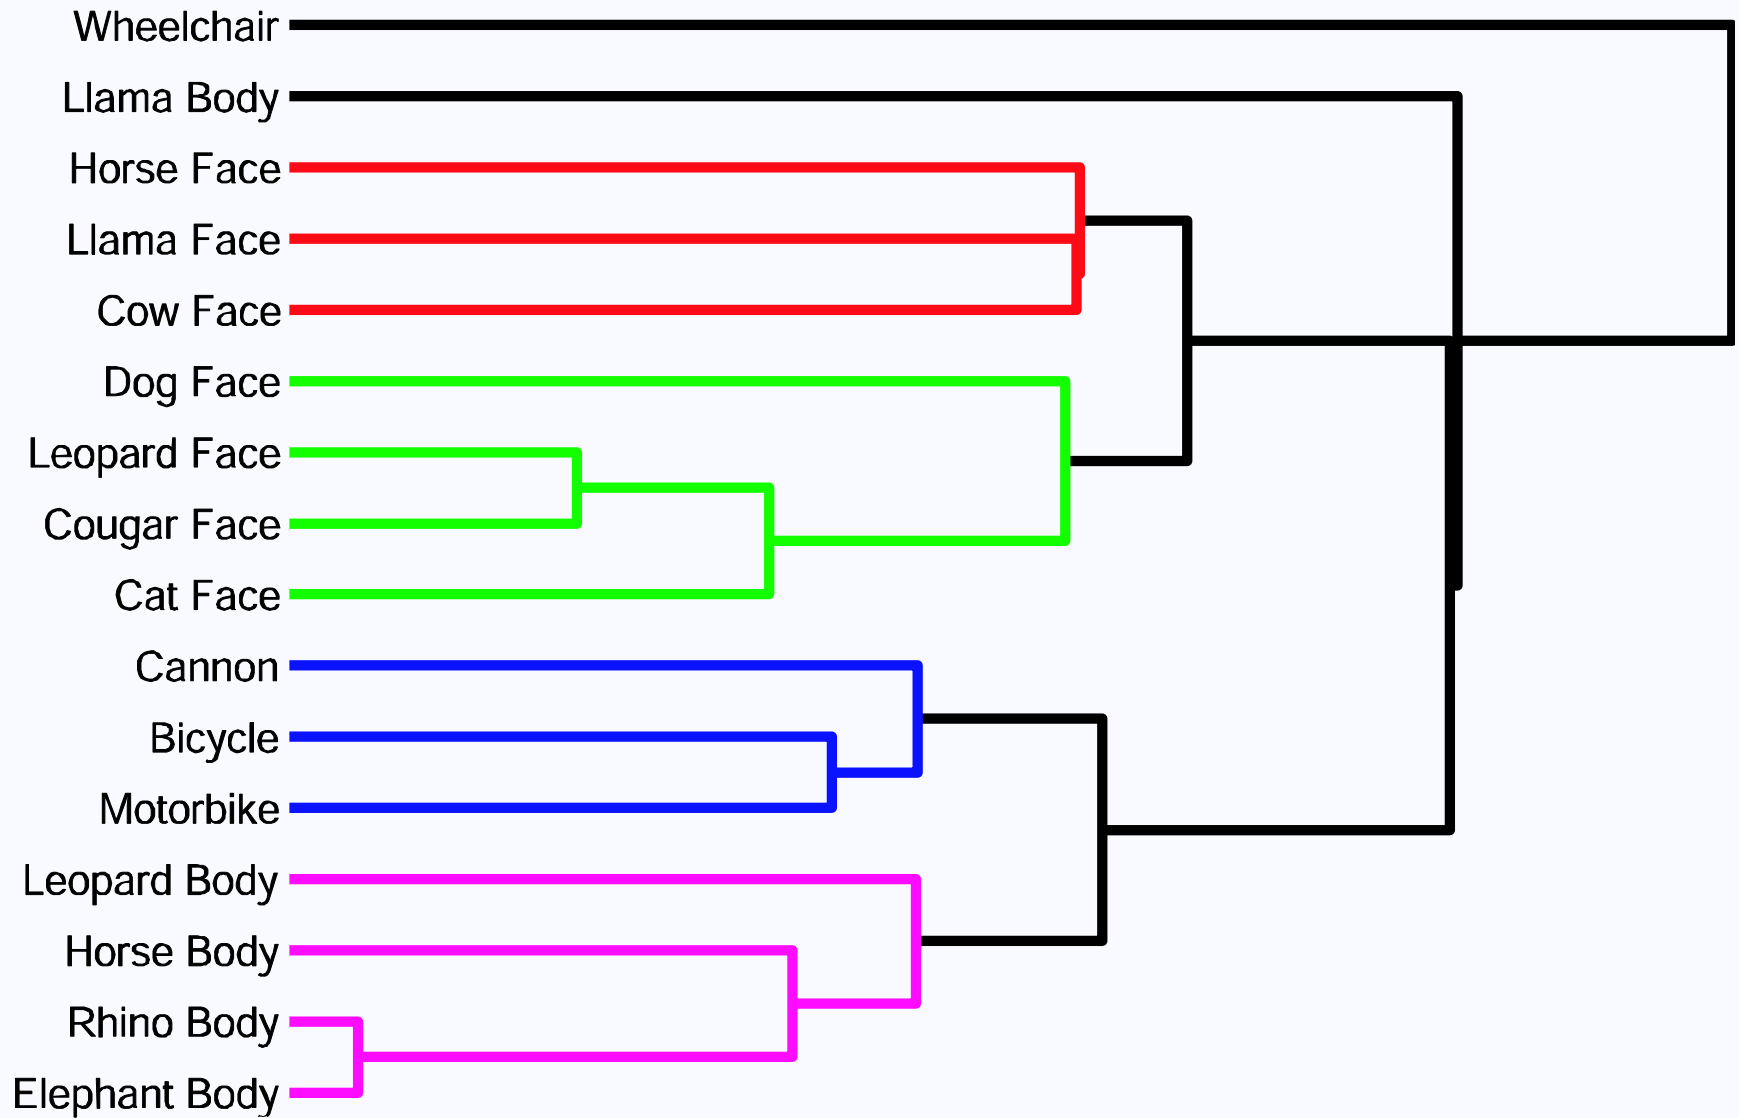 Wheelchair
Llama Body
Horse Face
Llama Face
Cow Face
Dog Face
Leopard Face
Cougar Face
Cat Face
Cannon
Bicycle
Motorbike
Leopard Body
Horse Body
Rhino Body
Elephant Body